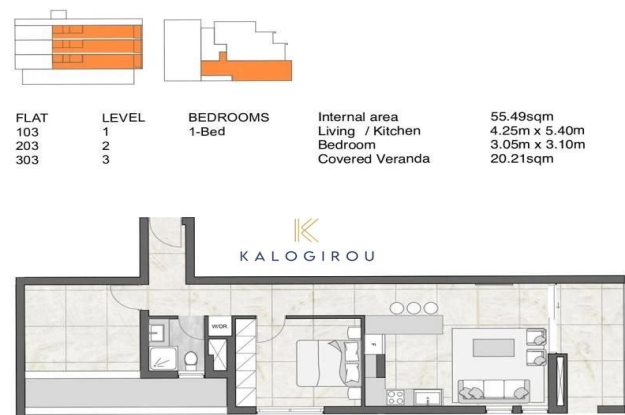 FLAT LEVEL BEDROOMS Internal area 55.49sqm
103 1 1-Bed Living / Kitchen 4.25m x 5.40m
203 2 Bedroom 3.05m x 3.10m
303 3 Covered Veranda 20.21sqm
KALOGIROU
W/DR
F